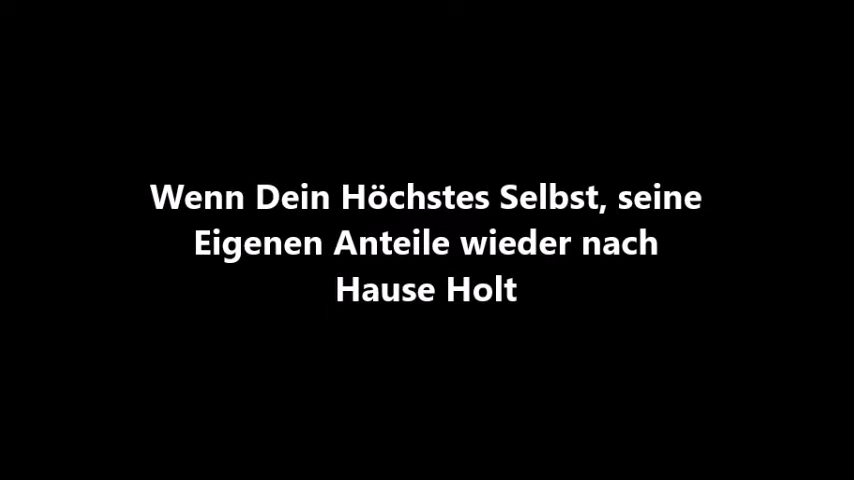 Wenn Dein Höchstes Selbst, seine
Eigenen Anteile wieder nach
Hause Holt